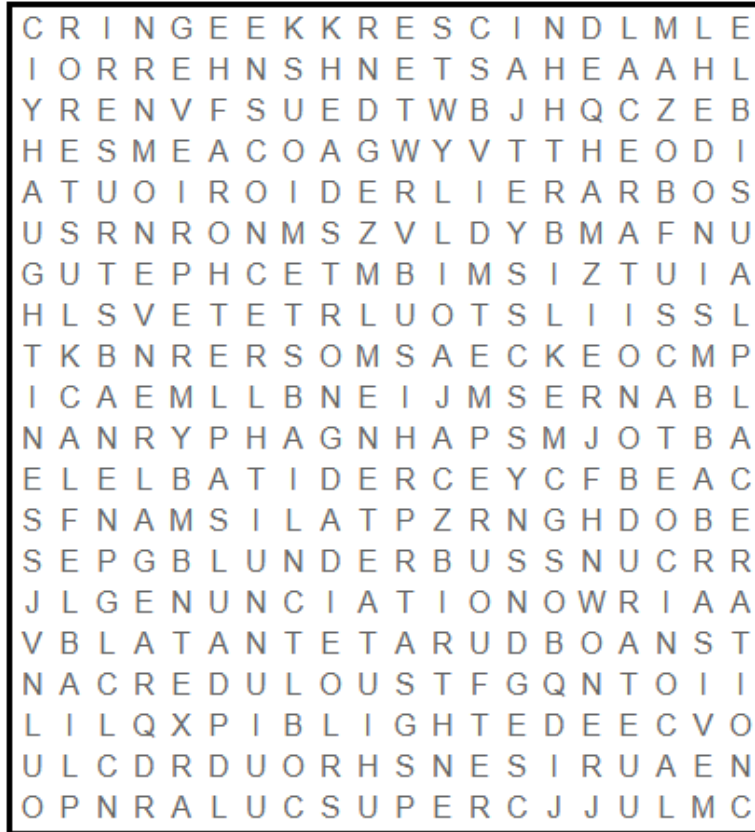 C R I N G E E K K R E S C I N D L M L E
I O R R E H N S H N E T S A H E A A H L
Y R E N V F S U E D T W B J H Q C Z E B
H E S M E A C O A G W Y V T T H E O D I
A T U O I R O I D E R L I E R A R B O S
U S R N R O N M S Z V L D Y B M A F N U
G U T E P H C E T M B I M S I Z T U I A
H L S V E T E T R L U O T S L I I S S L
T K B N R E R S O M S A E C K E O C M P
I C A E M L L B N E I J M S E R N A B L
N A N R Y P H A G N H A P S M J O T B A
E L E L B A T I D E R C E Y C F B E A C
S F N A M S I L A T P Z R N G H D O B E
S E P G B L U N D E R B U S S N U C R R
J L G E N U N C I A T I O N O W R I A A
V B L A T A N T E T A R U D B O A N S T
N A C R E D U L O U S T F G Q N T O I I
L I L Q X P I B L I G H T E D E E C V O
U L C D R D U O R H S N E S I R U A E N
O P N R A L U C S U P E R C J J U L M C